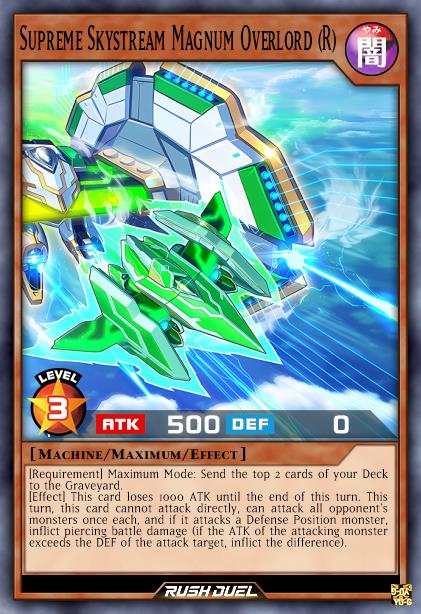 Supreme Skystream Magnum Overlord (R)
やみ
闇
LEVEL
3
ATK 500 DEF 0
[Machine/Maximum/Effect]
[Requirement] Maximum Mode: Send the top 2 cards of your Deck
to the Graveyard.
[Effect] This card loses 1000 ATK until the end of this turn. This
turn, this card cannot attack directly, can attack all opponent's
monsters once each, and if it attacks a Defense Position monster,
inflict piercing battle damage (if the ATK of the attacking monster
exceeds the DEF of the attack target, inflict the difference).
RUSH DUEL